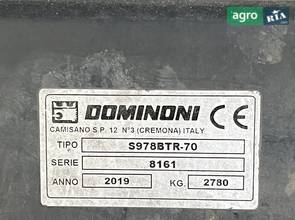 agro RIA
DOMINONI CE
CAMISANO S.P. 12 N°3 (CREMONA) ITALY
TIPO S978BTR-70
SERIE 8161
ANNO 2019 KG. 2780